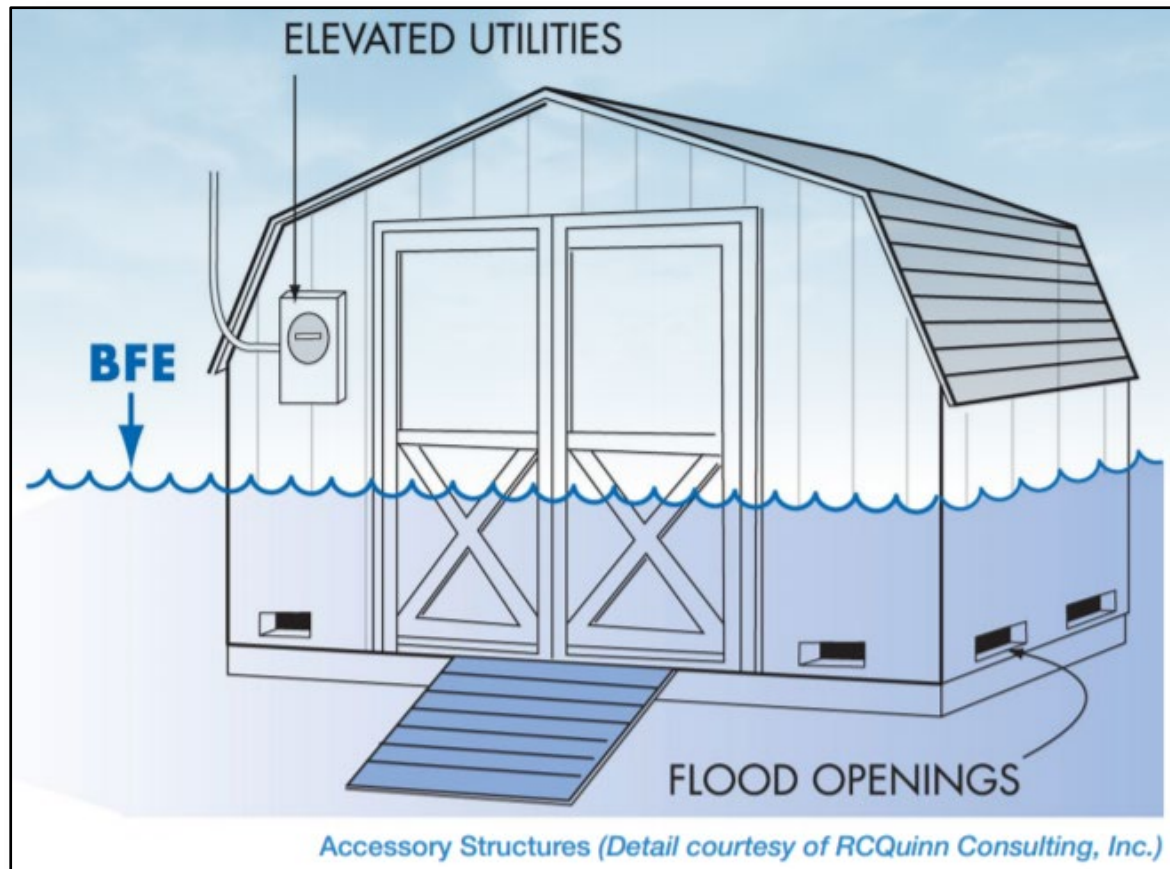 ELEVATED UTILITIES
BFE
FLOOD OPENINGS
Accessory Structures (Detail courtesy of RCQuinn Consulting, Inc.)